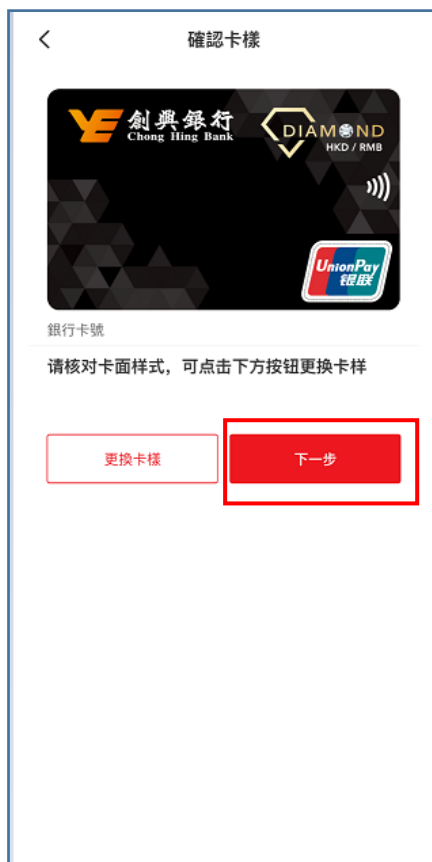 確認卡樣
創興銀行
Chong Hing Bank
DIAMOND
HKD / RMB
UnionPay
银联
銀行卡號
请核对卡面样式，可点击下方按钮更换卡样
更換卡樣
下一步